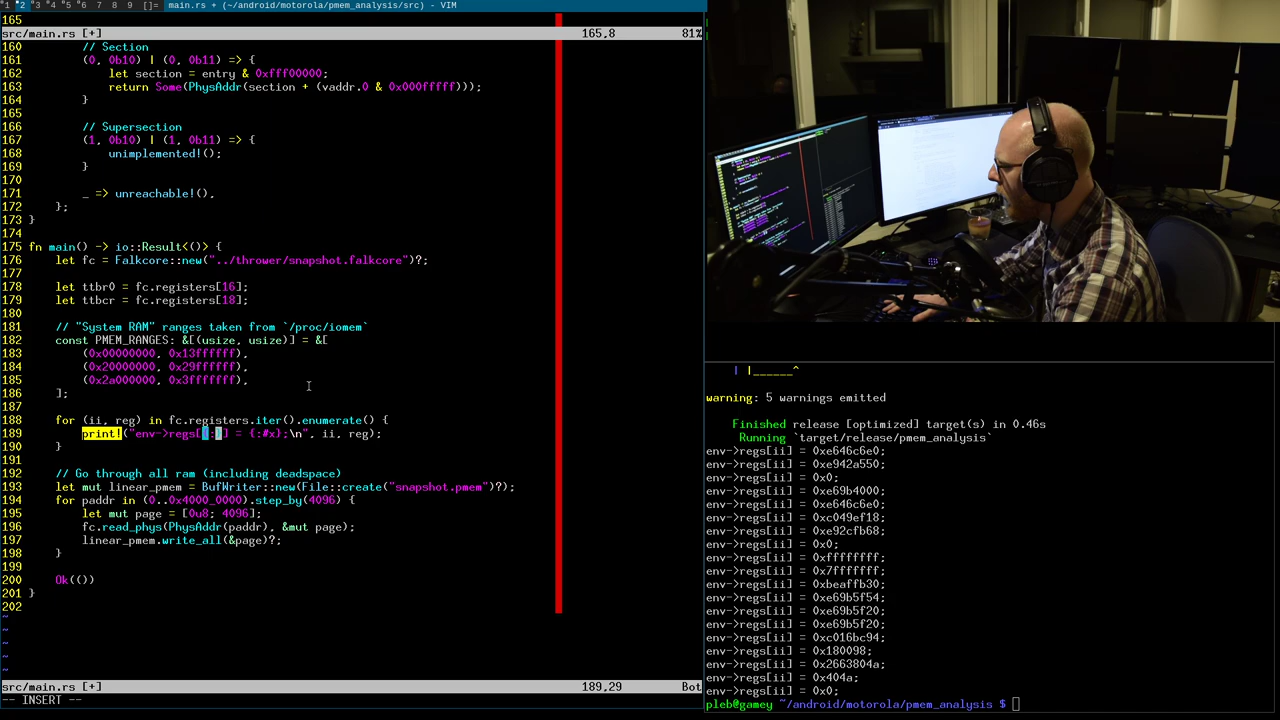 °1 °2 °3 °4 °5 °6 7 8 9 []= main.rs + (~/android/motorola/pmem_analysis/src) - VIM
165
src/main.rs [+] 165,8 81%
160 // Section
161 (0, 0b10) | (0, 0b11) => {
162 let section = entry & 0xfff00000;
163 return Some(PhysAddr(section + (vaddr.0 & 0x000fffff)));
164 }
165
166 // Supersection
167 (1, 0b10) | (1, 0b11) => {
168 unimplemented!();
169 }
170
171 _ => unreachable!(),
172 };
173 }
174
175 fn main() -> io::Result<()> {
176 let fc = Falkcore::new("../thrower/snapshot.falkcore")?;
177
178 let ttbr0 = fc.registers[16];
179 let ttbcr = fc.registers[18];
180
181 // "System RAM" ranges taken from `/proc/iomem`
182 const PMEM_RANGES: &[(usize, usize)] = &[
183 (0x00000000, 0x13ffffff),
184 (0x20000000, 0x29ffffff),
185 (0x2a000000, 0x3fffffff),
186 ];
187
188 for (ii, reg) in fc.registers.iter().enumerate() {
189 print!("env->regs[{:}] = {:#x};\n", ii, reg);
190 }
191
192 // Go through all ram (including deadspace)
193 let mut linear_pmem = BufWriter::new(File::create("snapshot.pmem")?);
194 for paddr in (0..0x4000_0000).step_by(4096) {
195 let mut page = [0u8; 4096];
196 fc.read_phys(PhysAddr(paddr), &mut page);
197 linear_pmem.write_all(&page)?;
198 }
199
200 Ok(())
201 }
202
~
~
~
~
~
src/main.rs [+] 189,29 Bot
-- INSERT --
| |______^
warning: 5 warnings emitted
Finished release [optimized] target(s) in 0.46s
Running `target/release/pmem_analysis`
env->regs[ii] = 0xe646c6e0;
env->regs[ii] = 0xe942a550;
env->regs[ii] = 0x0;
env->regs[ii] = 0xe69b4000;
env->regs[ii] = 0xe646c6e0;
env->regs[ii] = 0xc049ef18;
env->regs[ii] = 0xe92cfb68;
env->regs[ii] = 0x0;
env->regs[ii] = 0xffffffff;
env->regs[ii] = 0x7fffffff;
env->regs[ii] = 0xbeaffb30;
env->regs[ii] = 0xe69b5f54;
env->regs[ii] = 0xe69b5f20;
env->regs[ii] = 0xe69b5f20;
env->regs[ii] = 0xc016bc94;
env->regs[ii] = 0x180098;
env->regs[ii] = 0x2663804a;
env->regs[ii] = 0x404a;
env->regs[ii] = 0x0;
pleb@gamey ~/android/motorola/pmem_analysis $